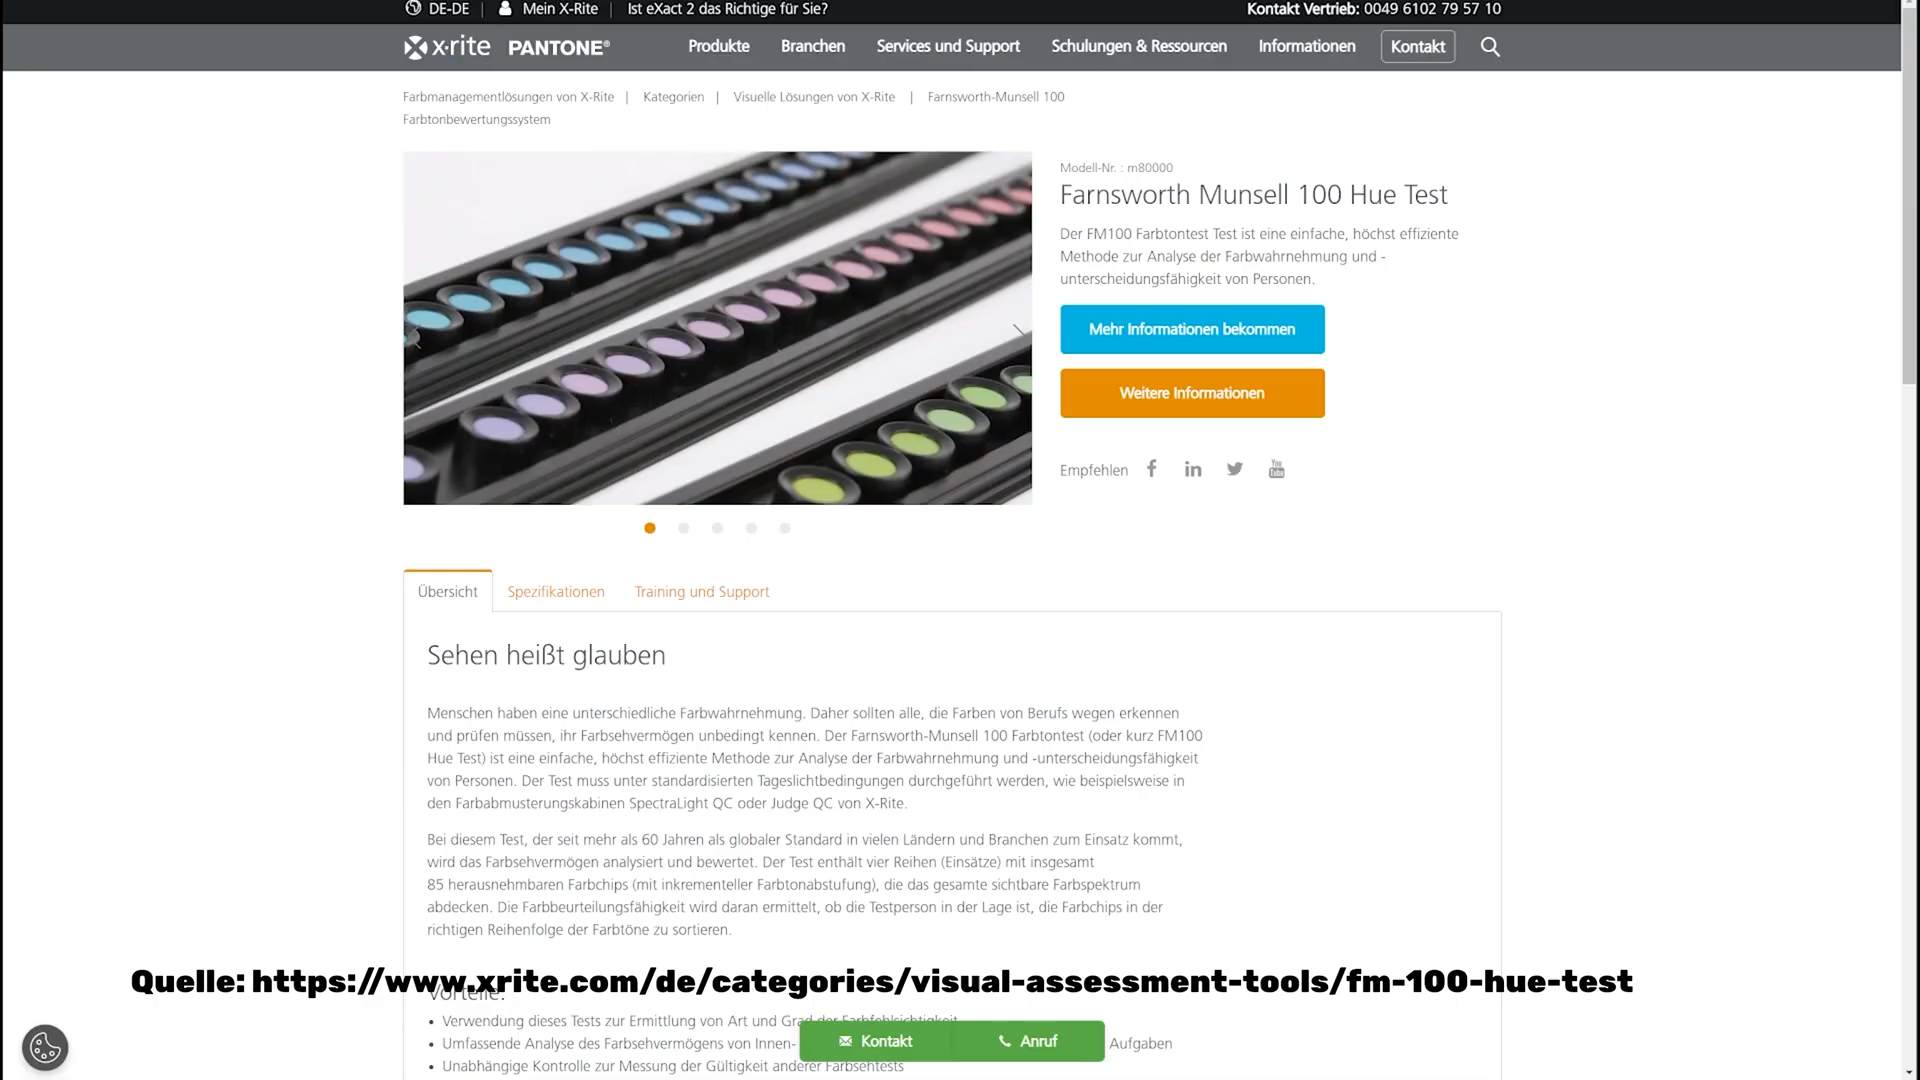 DE-DE | Mein X-Rite | Ist eXact 2 das Richtige für Sie? Kontakt Vertrieb: 0049 6102 79 57 10
x·rite PANTONE® Produkte Branchen Services und Support Schulungen & Ressourcen Informationen Kontakt
Farbmanagementlösungen von X-Rite | Kategorien | Visuelle Lösungen von X-Rite | Farnsworth-Munsell 100
Farbtonbewertungssystem
Modell-Nr. : m80000
Farnsworth Munsell 100 Hue Test
Der FM100 Farbtontest Test ist eine einfache, höchst effiziente
Methode zur Analyse der Farbwahrnehmung und -
unterscheidungsfähigkeit von Personen.
Mehr Informationen bekommen
Weitere Informationen
Empfehlen
You Tube
Übersicht Spezifikationen Training und Support
Sehen heißt glauben
Menschen haben eine unterschiedliche Farbwahrnehmung. Daher sollten alle, die Farben von Berufs wegen erkennen
und prüfen müssen, ihr Farbsehvermögen unbedingt kennen. Der Farnsworth-Munsell 100 Farbtontest (oder kurz FM100
Hue Test) ist eine einfache, höchst effiziente Methode zur Analyse der Farbwahrnehmung und -unterscheidungsfähigkeit
von Personen. Der Test muss unter standardisierten Tageslichtbedingungen durchgeführt werden, wie beispielsweise in
den Farbabmusterungskabinen SpectraLight QC oder Judge QC von X-Rite.
Bei diesem Test, der seit mehr als 60 Jahren als globaler Standard in vielen Ländern und Branchen zum Einsatz kommt,
wird das Farbsehvermögen analysiert und bewertet. Der Test enthält vier Reihen (Einsätze) mit insgesamt
85 herausnehmbaren Farbchips (mit inkrementeller Farbtonabstufung), die das gesamte sichtbare Farbspektrum
abdecken. Die Farbbeurteilungsfähigkeit wird daran ermittelt, ob die Testperson in der Lage ist, die Farbchips in der
richtigen Reihenfolge der Farbtöne zu sortieren.
Quelle: https://www.xrite.com/de/categories/visual-assessment-tools/fm-100-hue-test
Vorteile:
• Verwendung dieses Tests zur Ermittlung von Art und Grad der Farbfehlsichtigkeit
• Umfassende Analyse des Farbsehvermögens von Innen- Aufgaben
Kontakt Anruf
• Unabhängige Kontrolle zur Messung der Gültigkeit anderer Farbsehtests